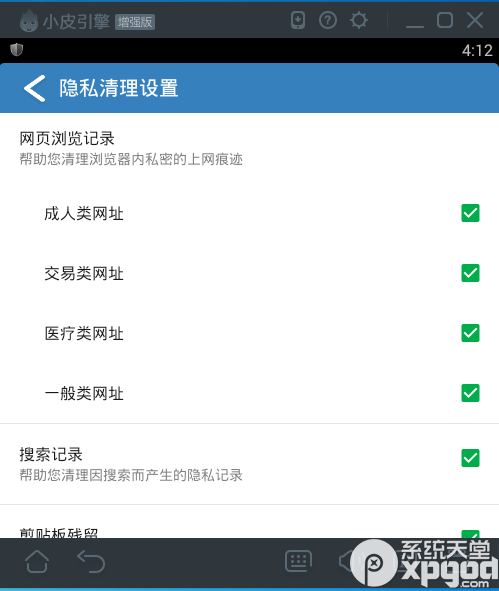 小皮引擎 增强版
4:12
隐私清理设置
网页浏览记录
帮助您清理浏览器内私密的上网痕迹
成人类网址
交易类网址
医疗类网址
一般类网址
搜索记录
帮助您清理因搜索而产生的隐私记录
剪贴板残留
系统天堂
xpgod
.com